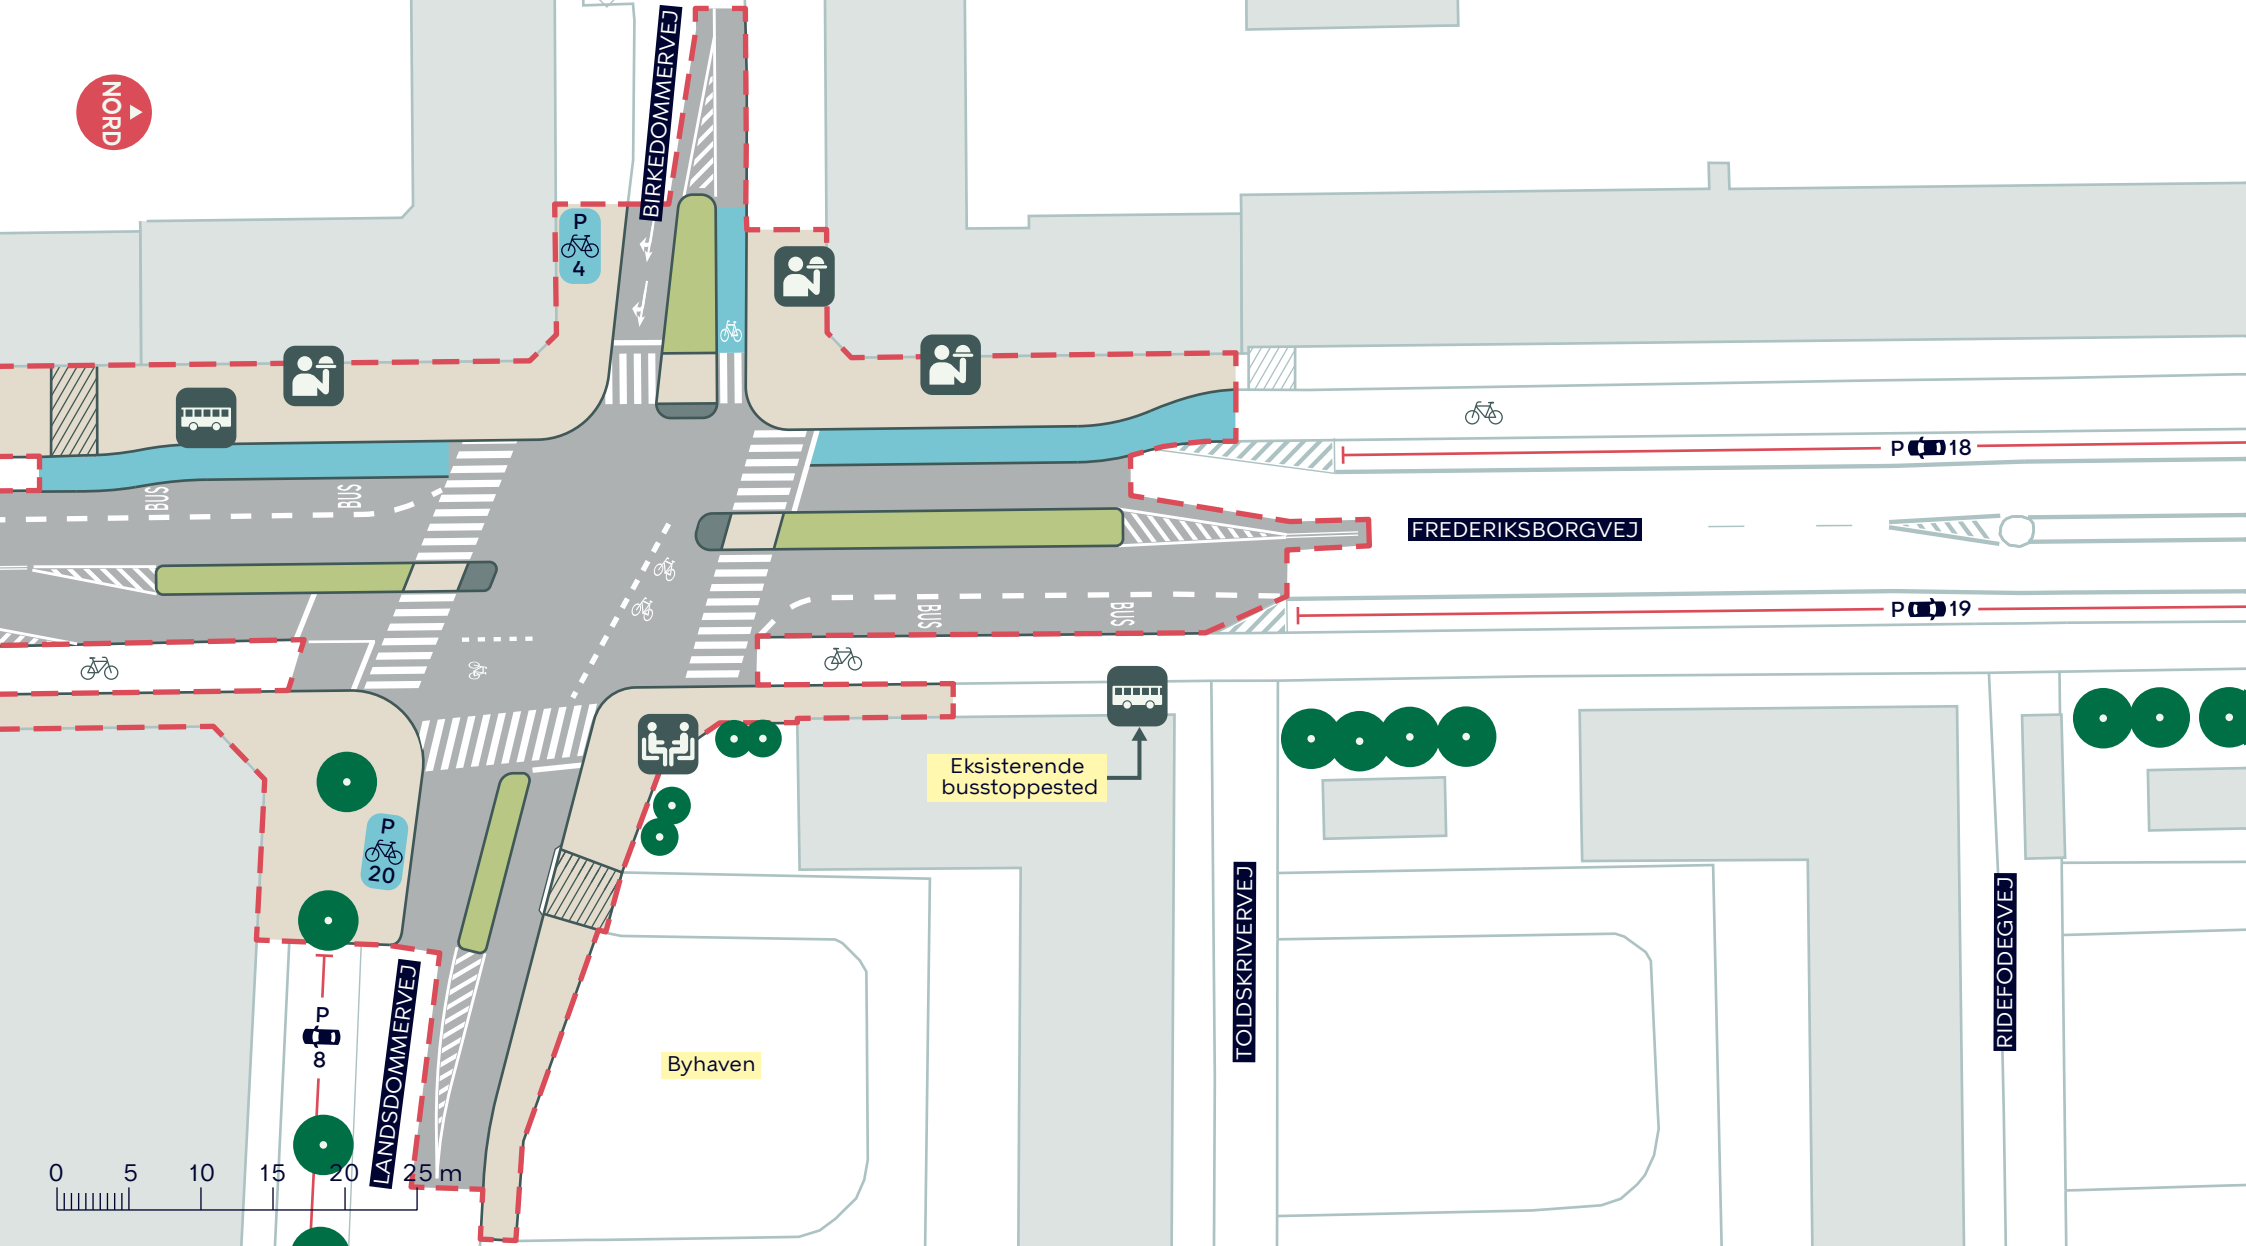 NORD
BIRKEDOMMERVEJ
P
4
P 18
BUS
BUS
FREDERIKSBORGVEJ
BUS
BUS
P 19
Eksisterende
busstoppested
P
20
TOLDSKRIVERVEJ
RIDEFODEGVEJ
LANDSDOMMERVEJ
P
8
Byhaven
0 5 10 15 20 25 m